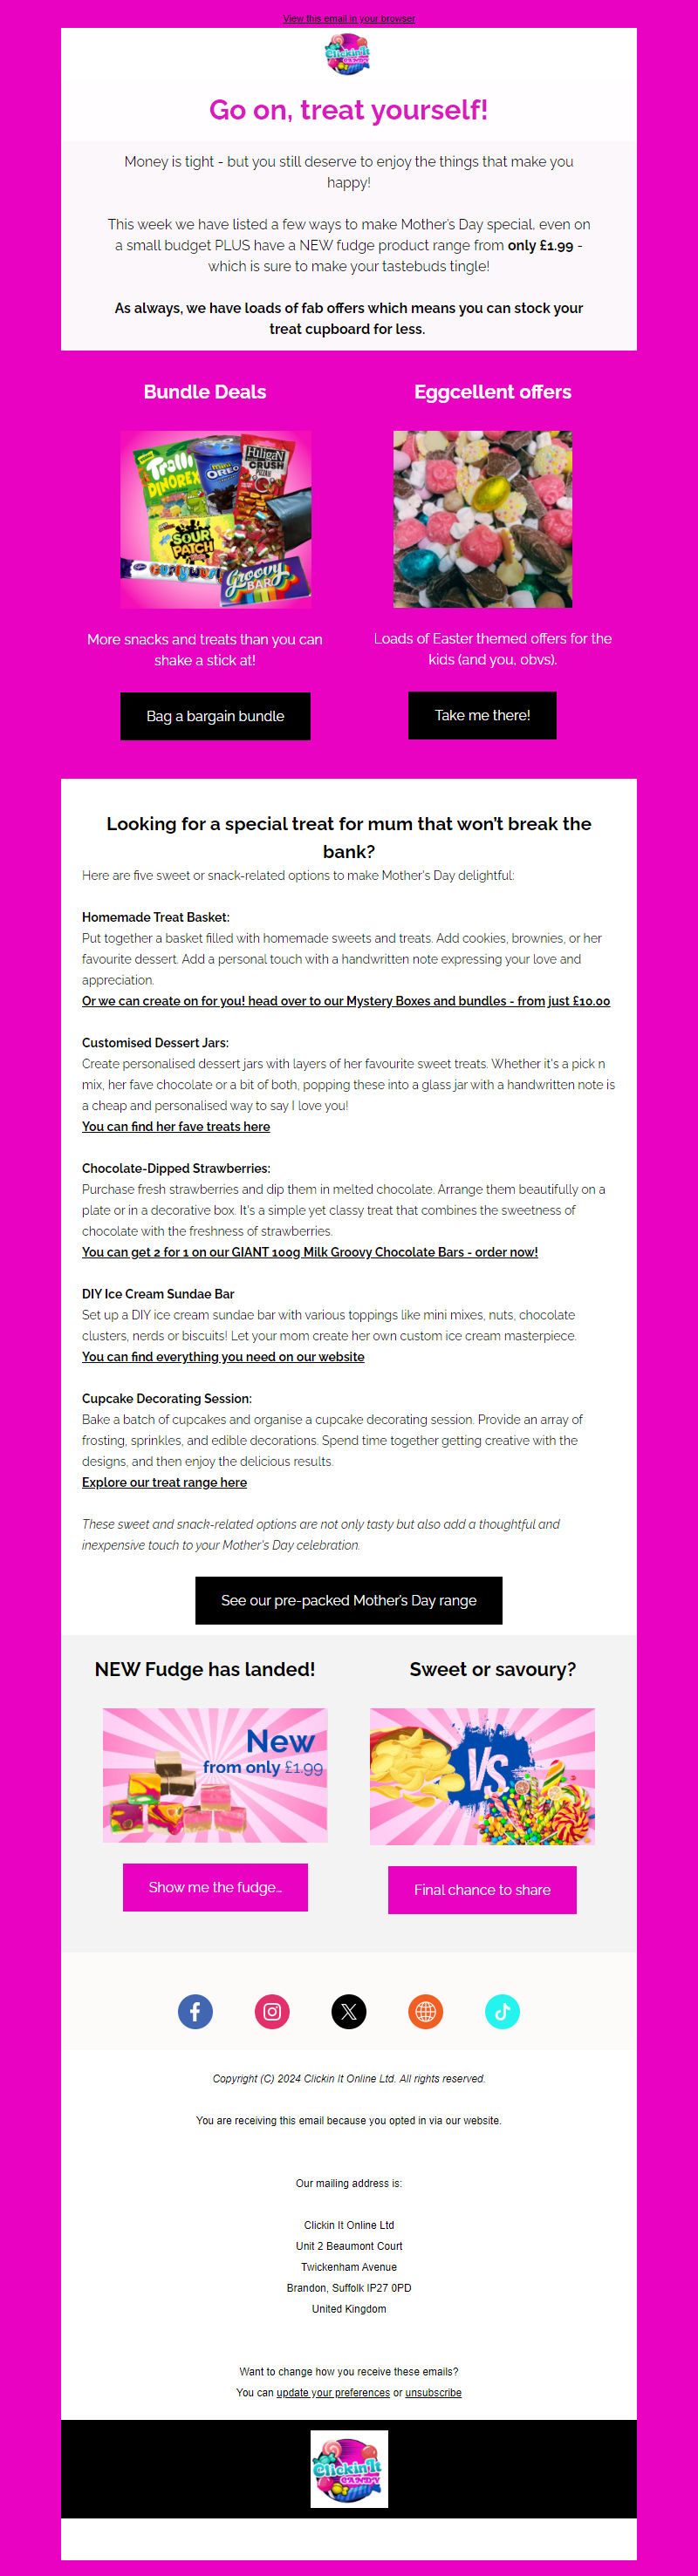 View this email in your browser
Clickin It
CANDY
Go on, treat yourself!
Money is tight - but you still deserve to enjoy the things that make you
happy!
This week we have listed a few ways to make Mother's Day special, even on
a small budget PLUS have a NEW fudge product range from only £1.99 -
which is sure to make your tastebuds tingle!
As always, we have loads of fab offers which means you can stock your
treat cupboard for less.
Bundle Deals
Eggcellent offers
Trolli
DINOREX
mini
OREO
CRUSH
SOUR
PATCH
Groovy
BAR
More snacks and treats than you can
shake a stick at!
Loads of Easter themed offers for the
kids (and you, obvs).
Bag a bargain bundle
Take me there!
Looking for a special treat for mum that won't break the
bank?
Here are five sweet or snack-related options to make Mother's Day delightful:
Homemade Treat Basket:
Put together a basket filled with homemade sweets and treats. Add cookies, brownies, or her
favourite dessert. Add a personal touch with a handwritten note expressing your love and
appreciation.
Or we can create on for you! head over to our Mystery Boxes and bundles - from just £10.00
Customised Dessert Jars:
Create personalised dessert jars with layers of her favourite sweet treats. Whether it's a pick n
mix, her fave chocolate or a bit of both, popping these into a glass jar with a handwritten note is
a cheap and personalised way to say I love you!
You can find her fave treats here
Chocolate-Dipped Strawberries:
Purchase fresh strawberries and dip them in melted chocolate. Arrange them beautifully on a
plate or in a decorative box. It's a simple yet classy treat that combines the sweetness of
chocolate with the freshness of strawberries.
You can get 2 for 1 on our GIANT 100g Milk Groovy Chocolate Bars - order now!
DIY Ice Cream Sundae Bar
Set up a DIY ice cream sundae bar with various toppings like mini mixes, nuts, chocolate
clusters, nerds or biscuits! Let your mom create her own custom ice cream masterpiece.
You can find everything you need on our website
Cupcake Decorating Session:
Bake a batch of cupcakes and organise a cupcake decorating session. Provide an array of
frosting, sprinkles, and edible decorations. Spend time together getting creative with the
designs, and then enjoy the delicious results.
Explore our treat range here
These sweet and snack-related options are not only tasty but also add a thoughtful and
inexpensive touch to your Mother's Day celebration.
See our pre-packed Mother's Day range
NEW Fudge has landed!
Sweet or savoury?
New
from only £1.99
VS
Show me the fudge...
Final chance to share
Copyright (C) 2024 Clickin It Online Ltd. All rights reserved.
You are receiving this email because you opted in via our website.
Our mailing address is:
Clickin It Online Ltd
Unit 2 Beaumont Court
Twickenham Avenue
Brandon, Suffolk IP27 0PD
United Kingdom
Want to change how you receive these emails?
You can update your preferences or unsubscribe
Clickin It
CANDY